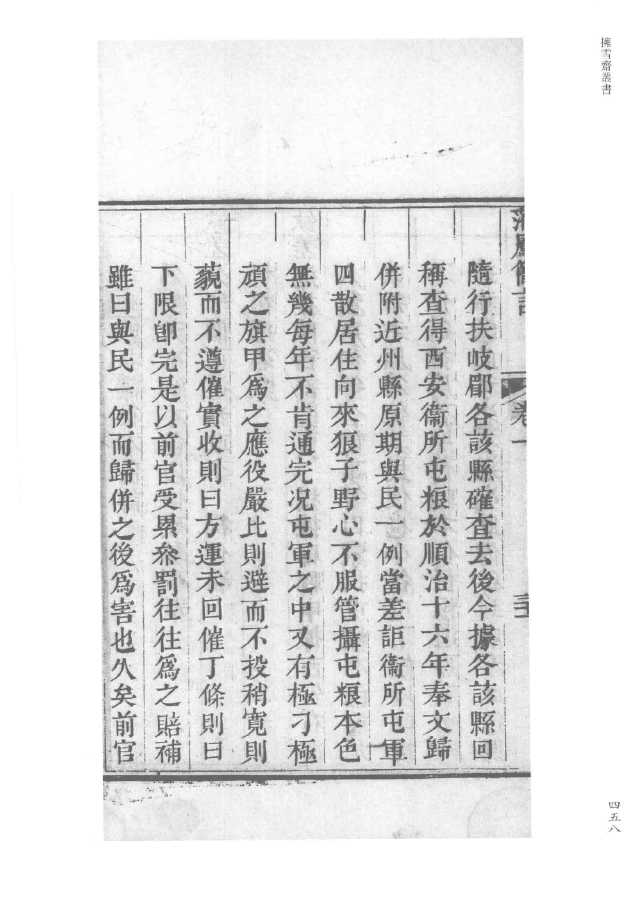 擁雪齋叢書
卷一
隨行扶岐郿各該縣確查去後今據各該縣囘
稱查得西安衞所屯粮於順治十六年奉文歸
併附近州縣原期與民一例當差詎衞所屯軍
四散居住向來狼子野心不服管攝屯粮本色
無幾每年不肯通完况屯軍之中又有極刁極
頑之旗甲爲之應役嚴比則避而不投稍寬則
藐而不遵催實收則曰方運未回催丁條則曰
下限卽完是以前官受累叅罰往往爲之賠補
雖曰與民一例而歸併之後爲害也久矣前官
四五八